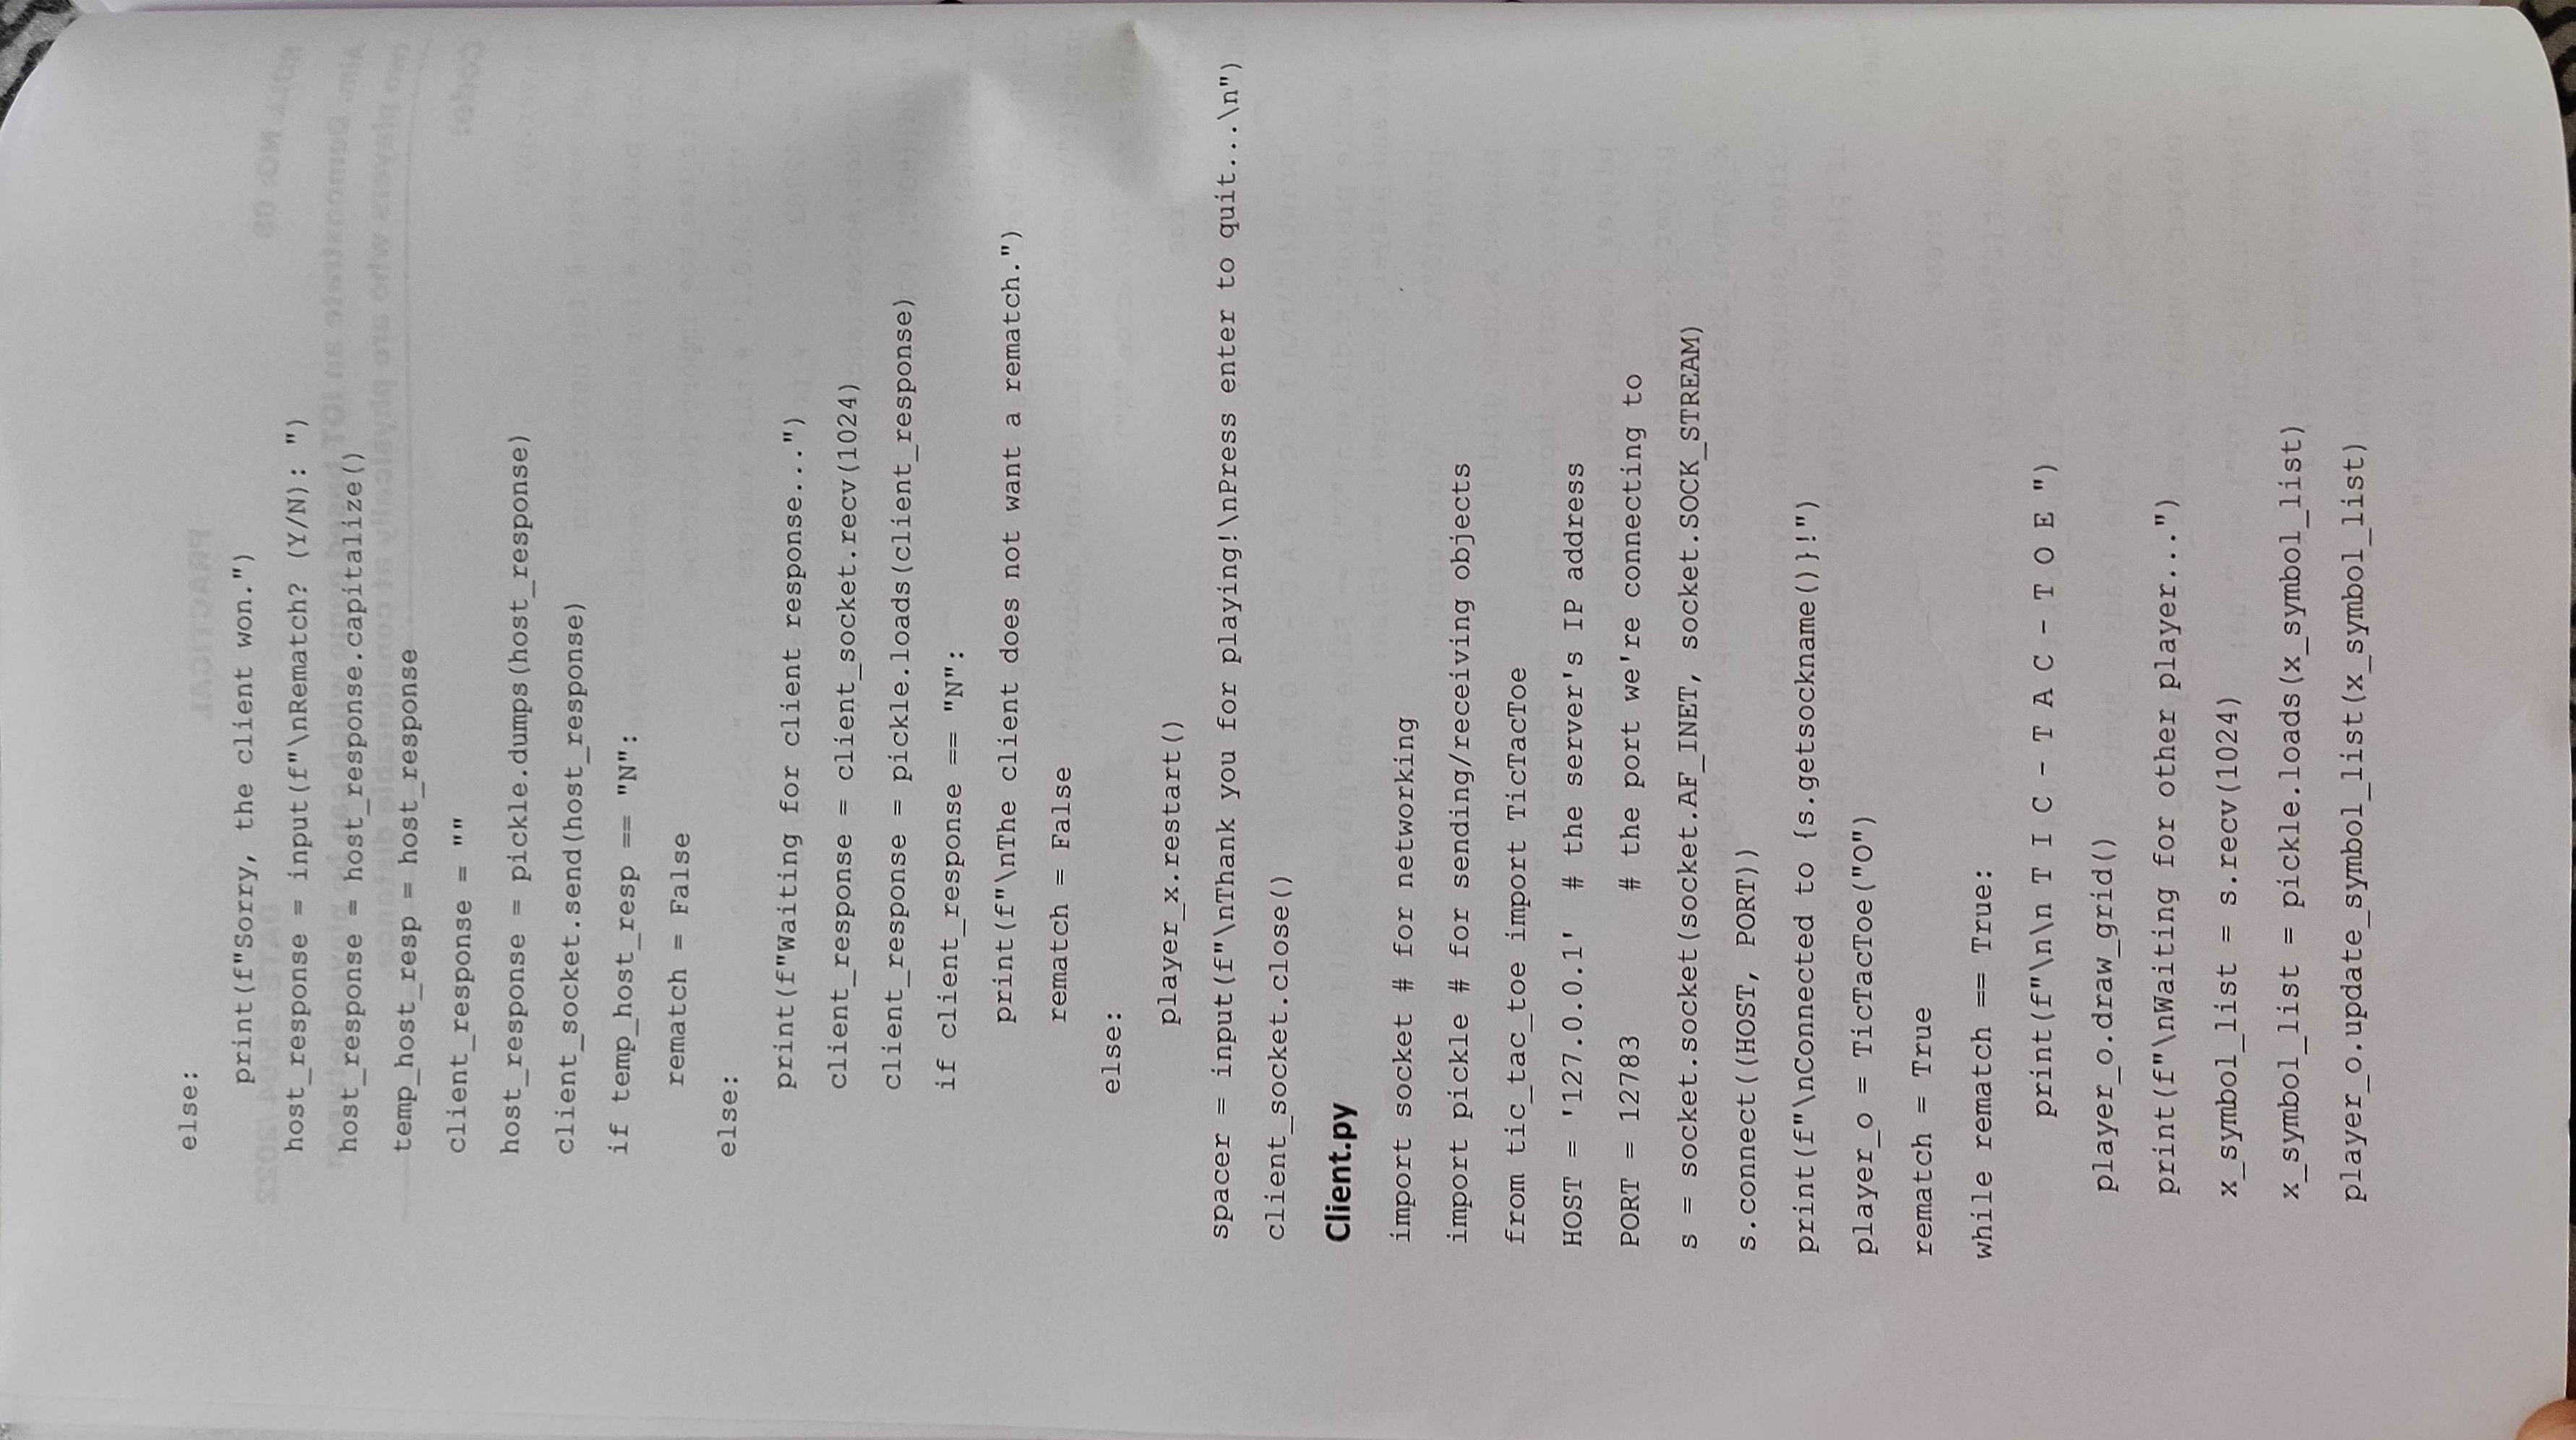 else:
print(f"Sorry, the client won.")
host_response = input(f"\nRematch? (Y/N): ")
host_response = host_response.capitalize()
temp_host_resp = host_response
client_response = ""
host_response = pickle.dumps(host_response)
client_socket.send(host_response)
if temp_host_resp == "N":
rematch = False
else:
print(f"Waiting for client response...")
client_response = client_socket.recv(1024)
client_response = pickle.loads(client_response)
if client_response == "N":
print(f"\nThe client does not want a rematch.")
rematch = False
else:
player_x.restart()
spacer = input(f"\nThank you for playing!\nPress enter to quit...\n")
client_socket.close()
Client.py
import socket # for networking
import pickle # for sending/receiving objects
from tic_tac_toe import TicTacToe
HOST = '127.0.0.1' # the server's IP address
PORT = 12783 # the port we're connecting to
s = socket.socket(socket.AF_INET, socket.SOCK_STREAM)
s.connect((HOST, PORT))
print(f"\nConnected to {s.getsockname()}!")
player_o = TicTacToe("O")
rematch = True
while rematch == True:
print(f"\n\n T I C - T A C - T O E ")
player_o.draw_grid()
print(f"\nWaiting for other player...")
x_symbol_list = s.recv(1024)
x_symbol_list = pickle.loads(x_symbol_list)
player_o.update_symbol_list(x_symbol_list)